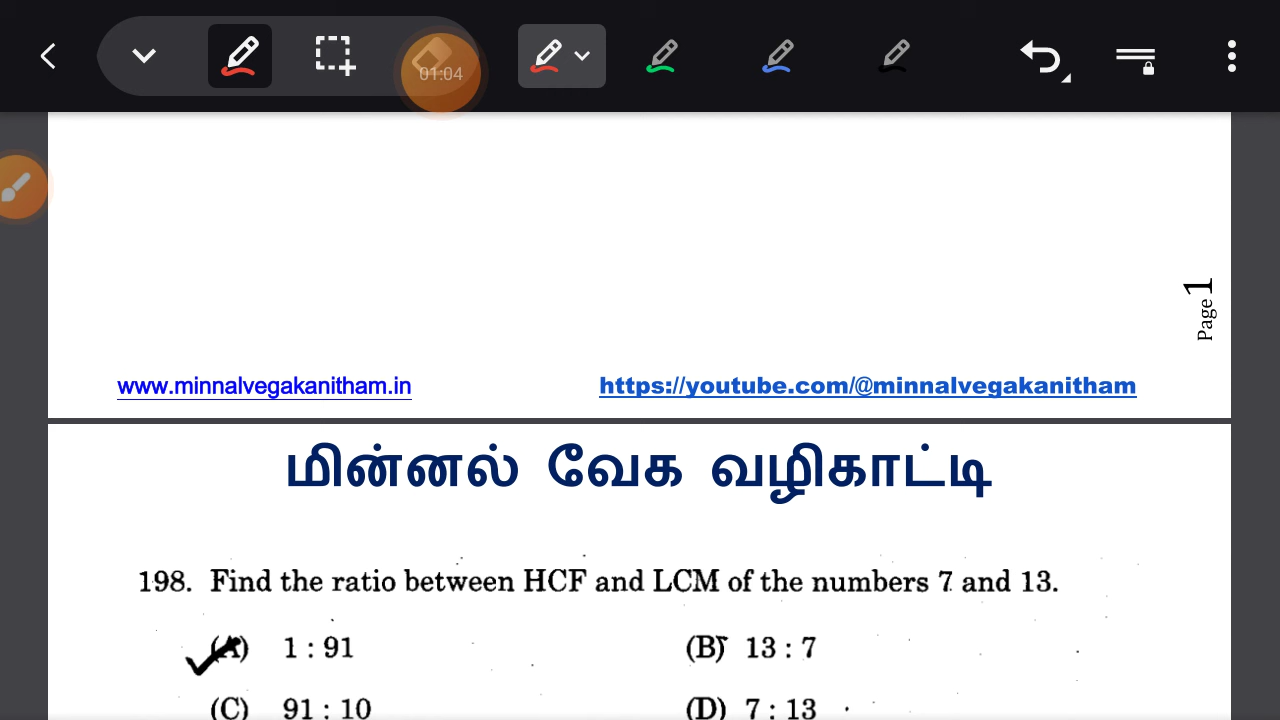 01:04
Page 1
www.minnalvegakanitham.in
https://youtube.com/@minnalvegakanitham
மின்னல் வேக வழிகாட்டி
198. Find the ratio between HCF and LCM of the numbers 7 and 13.
(A) 1 : 91
(B) 13 : 7
(C) 91 : 10
(D) 7 : 13